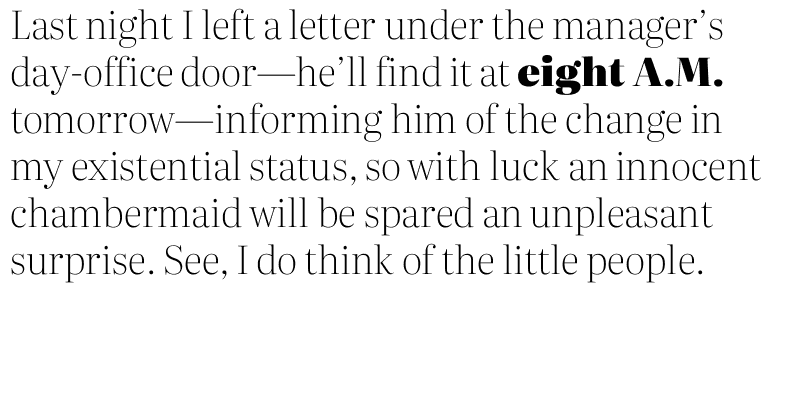 Last night I left a letter under the manager’s
day-office door—he’ll find it at eight A.M.
tomorrow—informing him of the change in
my existential status, so with luck an innocent
chambermaid will be spared an unpleasant
surprise. See, I do think of the little people.